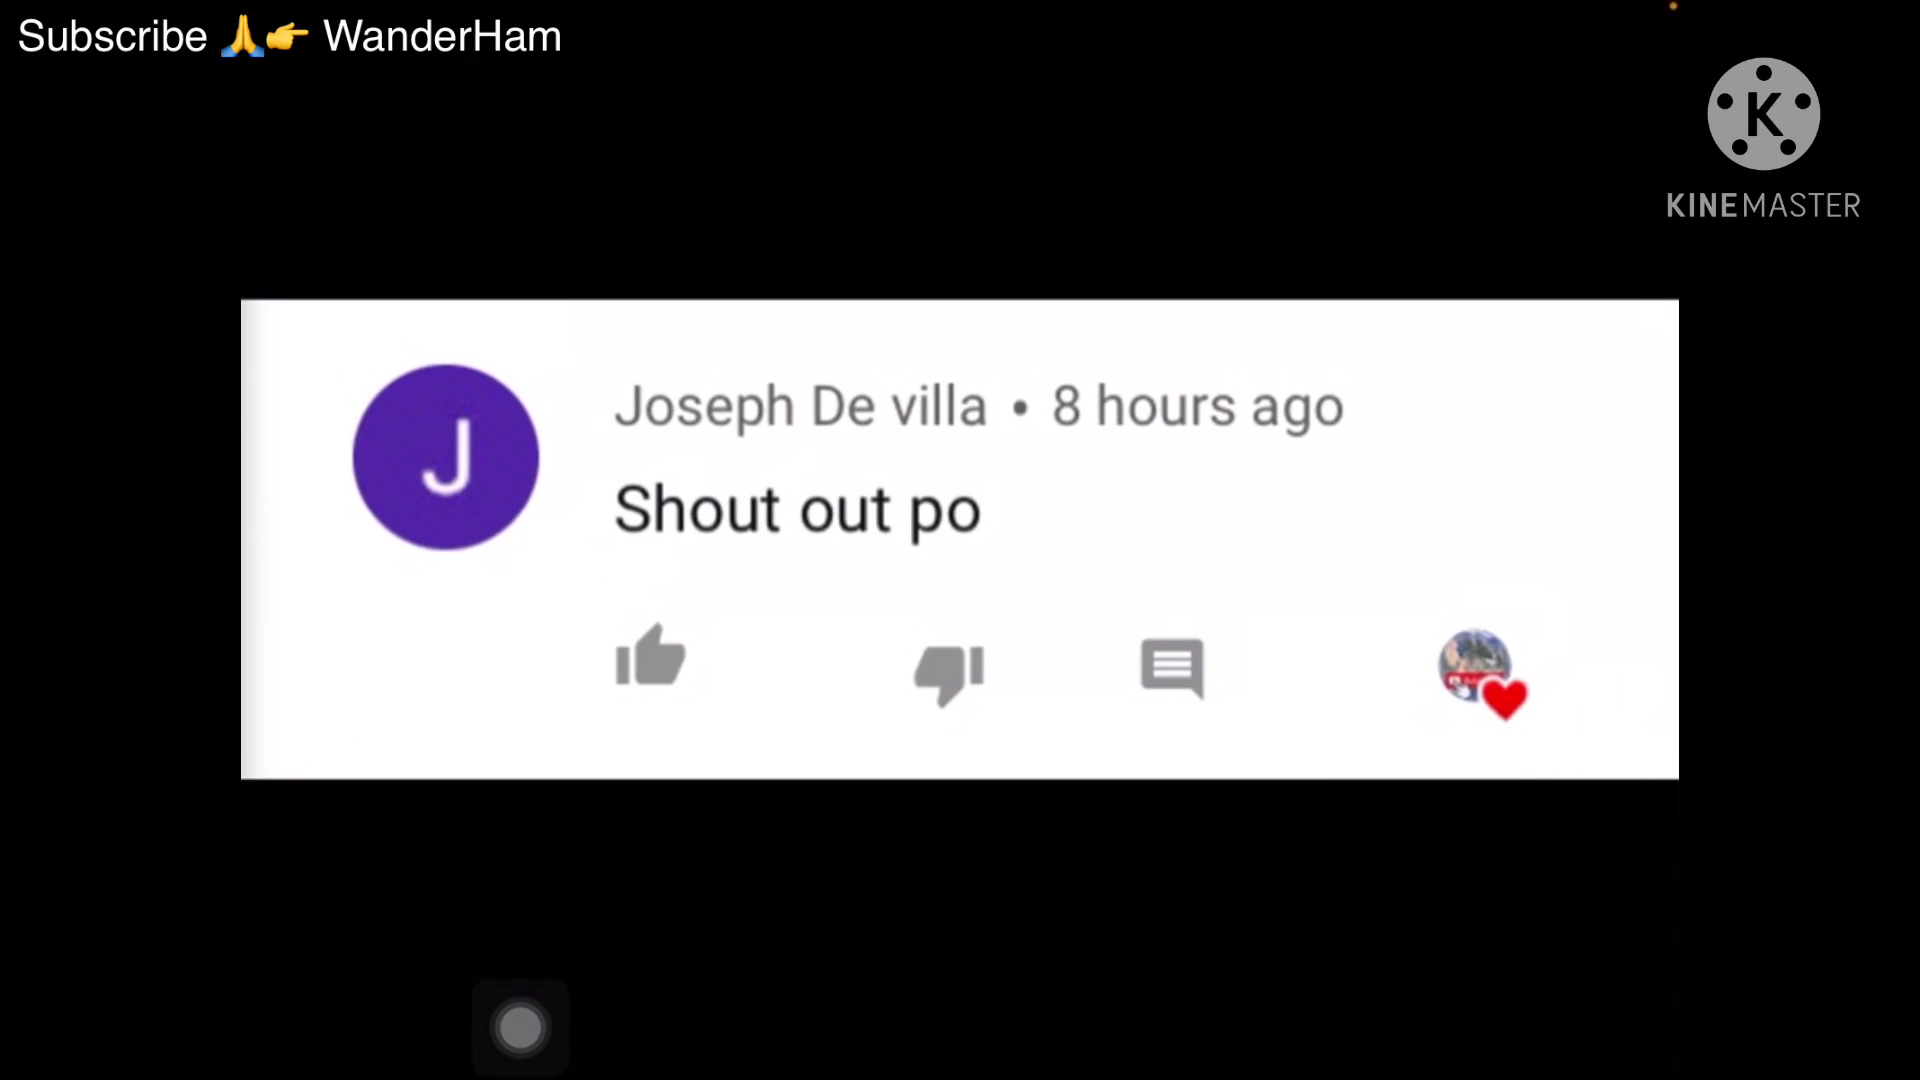 Subscribe 🙏👉 WanderHam
K
KINEMASTER
J
Joseph De villa • 8 hours ago
Shout out po